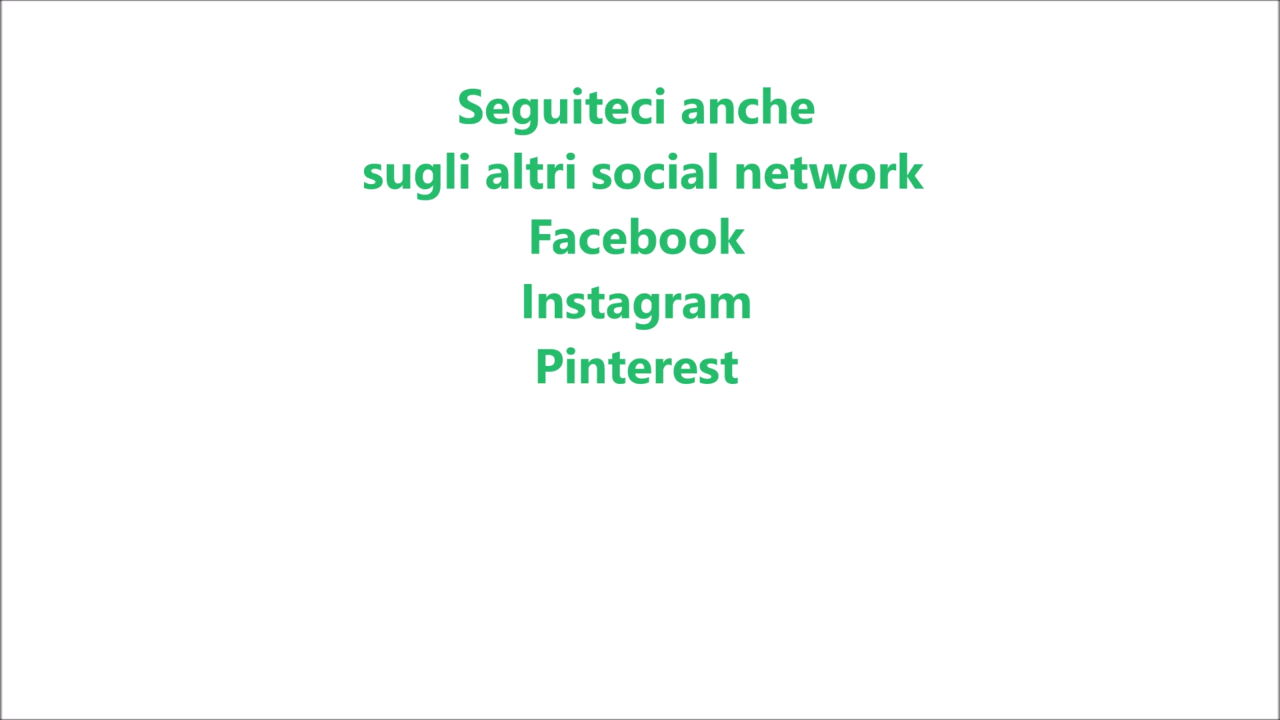 Seguiteci anche
sugli altri social network
Facebook
Instagram
Pinterest